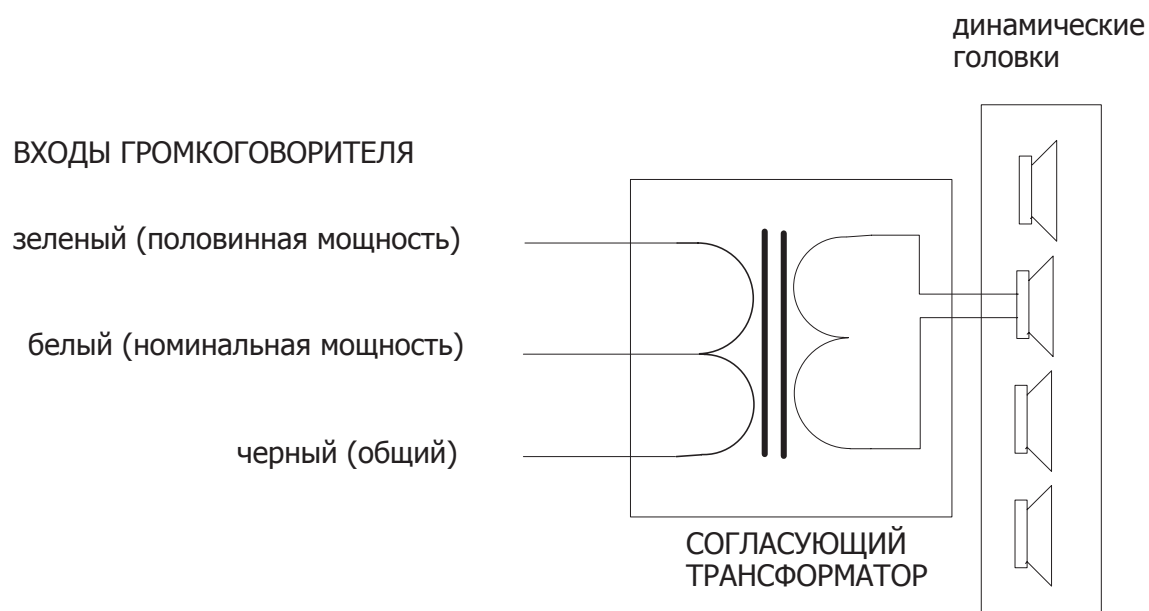 динамические
головки
ВХОДЫ ГРОМКОГОВОРИТЕЛЯ
зеленый (половинная мощность)
белый (номинальная мощность)
черный (общий)
СОГЛАСУЮЩИЙ
ТРАНСФОРМАТОР